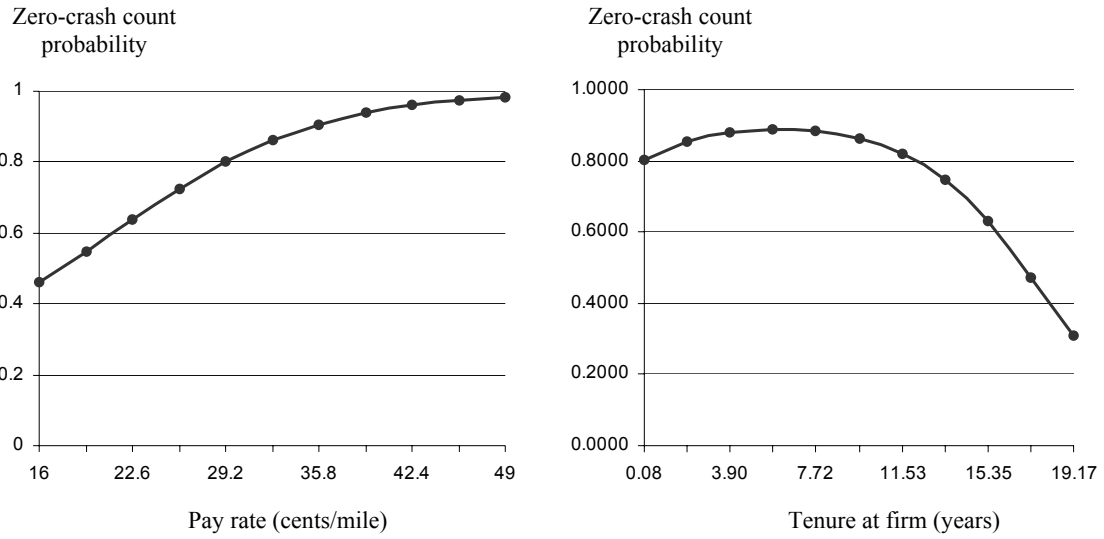 Zero-crash count
probability
1
0.8
0.6
0.4
0.2
0
16 22.6 29.2 35.8 42.4 49
Pay rate (cents/mile)
Zero-crash count
probability
1.0000
0.8000
0.6000
0.4000
0.2000
0.0000
0.08 3.90 7.72 11.53 15.35 19.17
Tenure at firm (years)